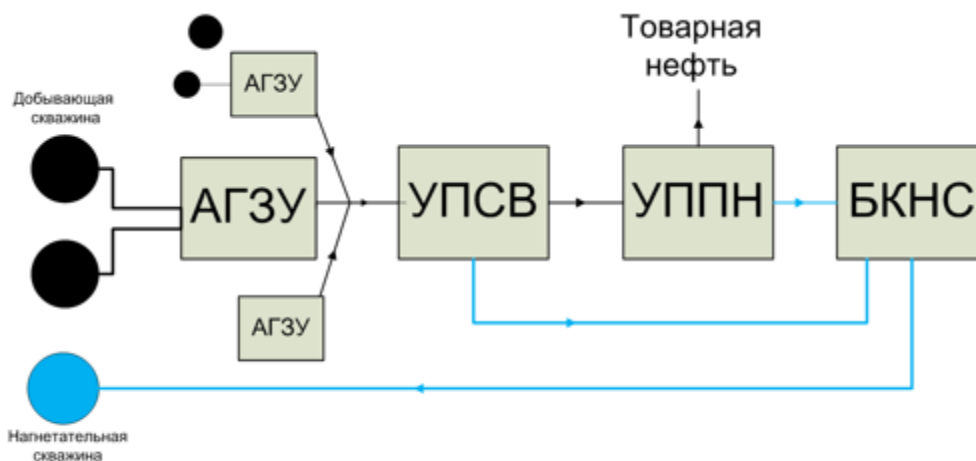 Товарная
нефть
АГЗУ
Добывающая
скважина
АГЗУ
УПСВ
УППН
БКНС
АГЗУ
Нагнетательная
скважина